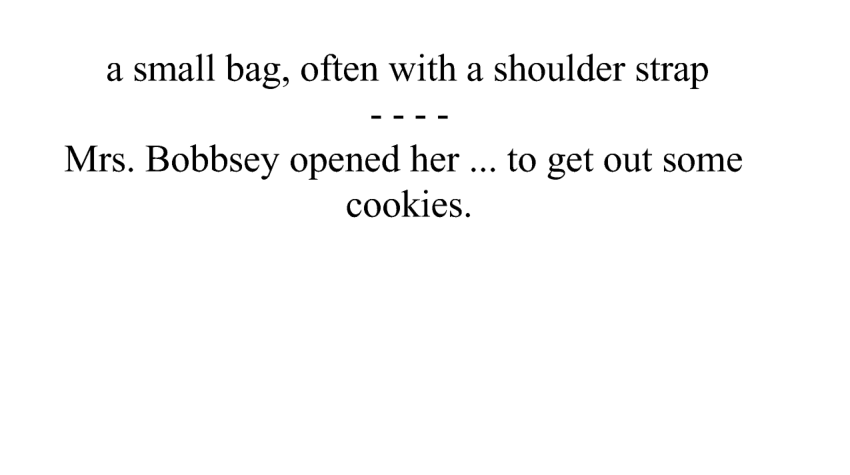 a small bag, often with a shoulder strap
- - - -
Mrs. Bobbsey opened her ... to get out some
cookies.